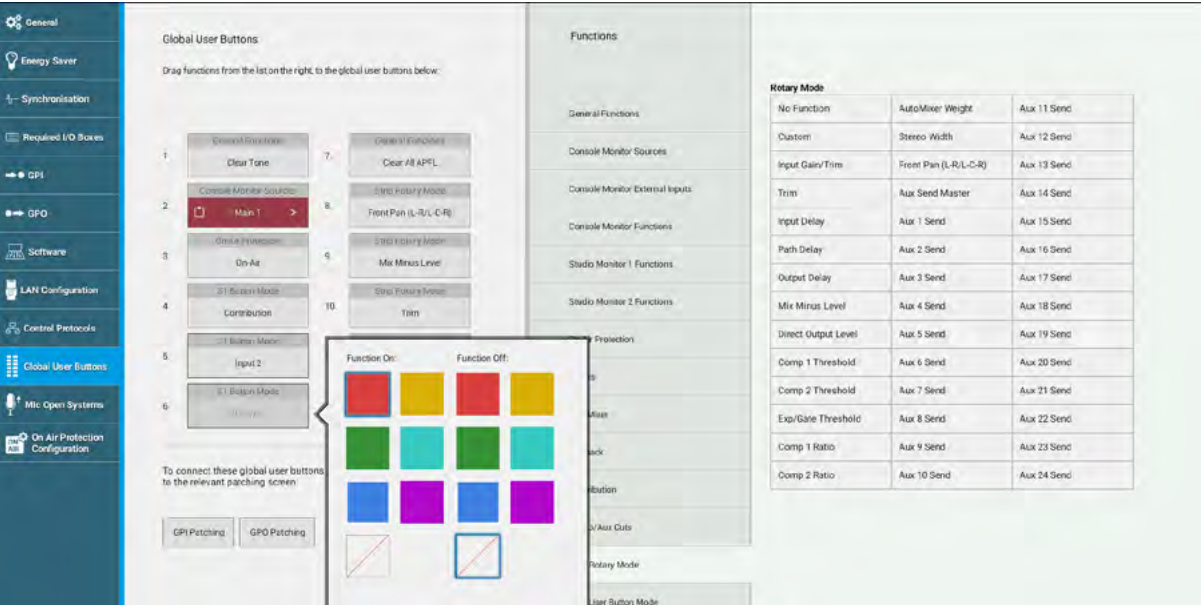 General
Energy Saver
Synchronisation
Required I/O Boxes
GPI
GPO
Software
LAN Configuration
Control Protocols
Global User Buttons
Mic Open Systems
ON AIR
On Air Protection
Configuration
Global User Buttons
Drag functions from the list on the right, to the global user buttons below:
General Functions
1. Clear Tone
Console Monitor Sources
2 Main 1 >
3 On-Air
S1 Button Mode
4 Contribution
S1 Button Mode
5 Input 2
S1 Button Mode
6
General Functions
7. Clear All APFL
Strip Rotary Mode
8. Front Pan (L-R/L-C-R)
Strip Rotary Mode
9. Mix Minus Level
Strip Rotary Mode
10. Trim
To connect these global user buttons
to the relevant patching screen
GPI Patching
GPO Patching
Function On:
Function Off:
Functions
General Functions
Console Monitor Sources
Console Monitor External Inputs
Console Monitor Functions
Studio Monitor 1 Functions
Studio Monitor 2 Functions
Protection
/Aux Cuts
Rotary Mode
User Button Mode
Rotary Mode
No Function AutoMixer Weight Aux 11 Send
Custom Stereo Width Aux 12 Send
Input Gain/Trim Front Pan (L-R/L-C-R) Aux 13 Send
Trim Aux Send Master Aux 14 Send
Input Delay Aux 1 Send Aux 15 Send
Path Delay Aux 2 Send Aux 16 Send
Output Delay Aux 3 Send Aux 17 Send
Mix Minus Level Aux 4 Send Aux 18 Send
Direct Output Level Aux 5 Send Aux 19 Send
Comp 1 Threshold Aux 6 Send Aux 20 Send
Comp 2 Threshold Aux 7 Send Aux 21 Send
Exp/Gate Threshold Aux 8 Send Aux 22 Send
Comp 1 Ratio Aux 9 Send Aux 23 Send
Comp 2 Ratio Aux 10 Send Aux 24 Send